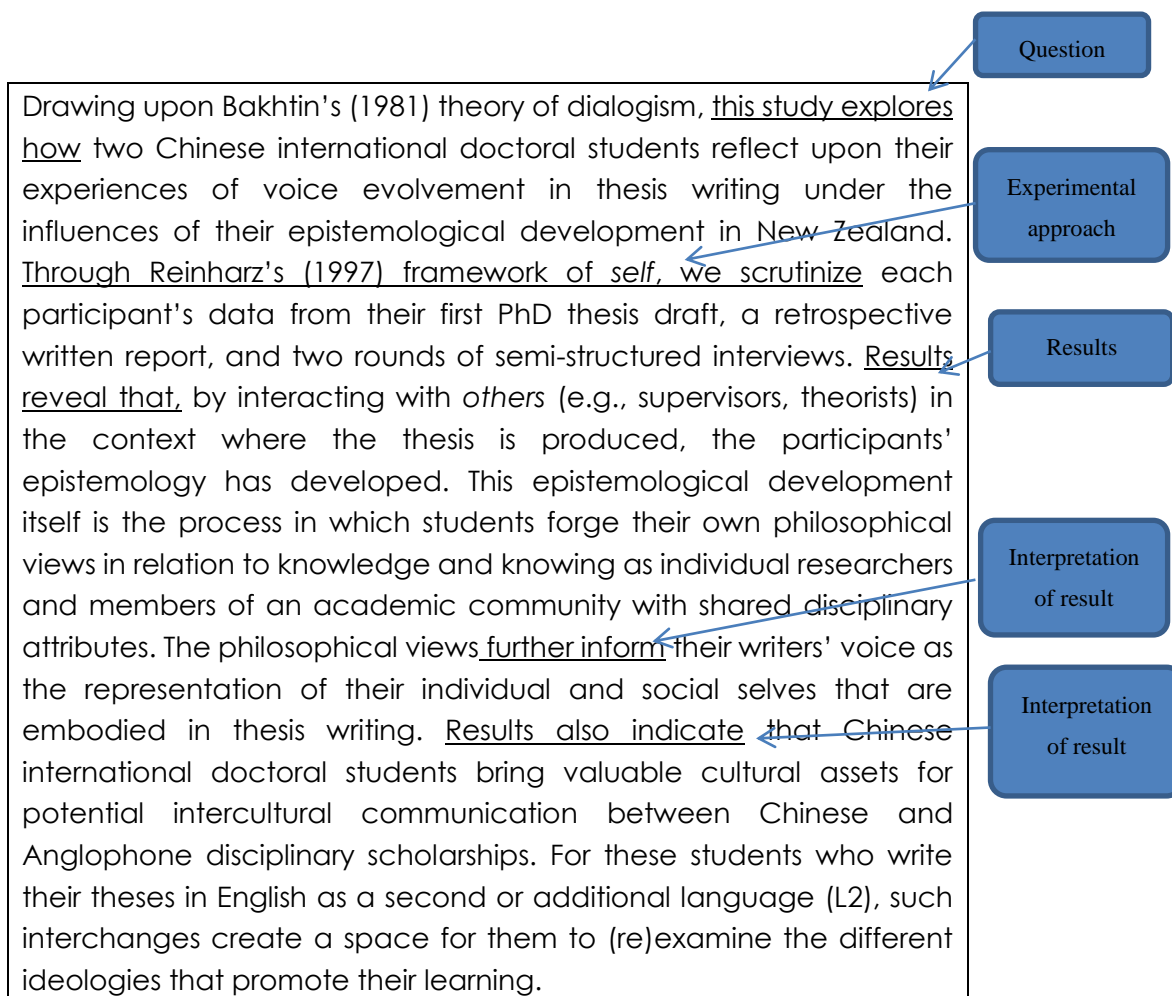 Question
Drawing upon Bakhtin’s (1981) theory of dialogism, this study explores
how two Chinese international doctoral students reflect upon their
experiences of voice evolvement in thesis writing under the
influences of their epistemological development in New Zealand.
Through Reinharz’s (1997) framework of self, we scrutinize each
participant’s data from their first PhD thesis draft, a retrospective
written report, and two rounds of semi-structured interviews. Results
reveal that, by interacting with others (e.g., supervisors, theorists) in
the context where the thesis is produced, the participants’
epistemology has developed. This epistemological development
itself is the process in which students forge their own philosophical
views in relation to knowledge and knowing as individual researchers
and members of an academic community with shared disciplinary
attributes. The philosophical views further inform their writers’ voice as
the representation of their individual and social selves that are
embodied in thesis writing. Results also indicate that Chinese
international doctoral students bring valuable cultural assets for
potential intercultural communication between Chinese and
Anglophone disciplinary scholarships. For these students who write
their theses in English as a second or additional language (L2), such
interchanges create a space for them to (re)examine the different
ideologies that promote their learning.
Experimental
approach
Results
Interpretation
of result
Interpretation
of result